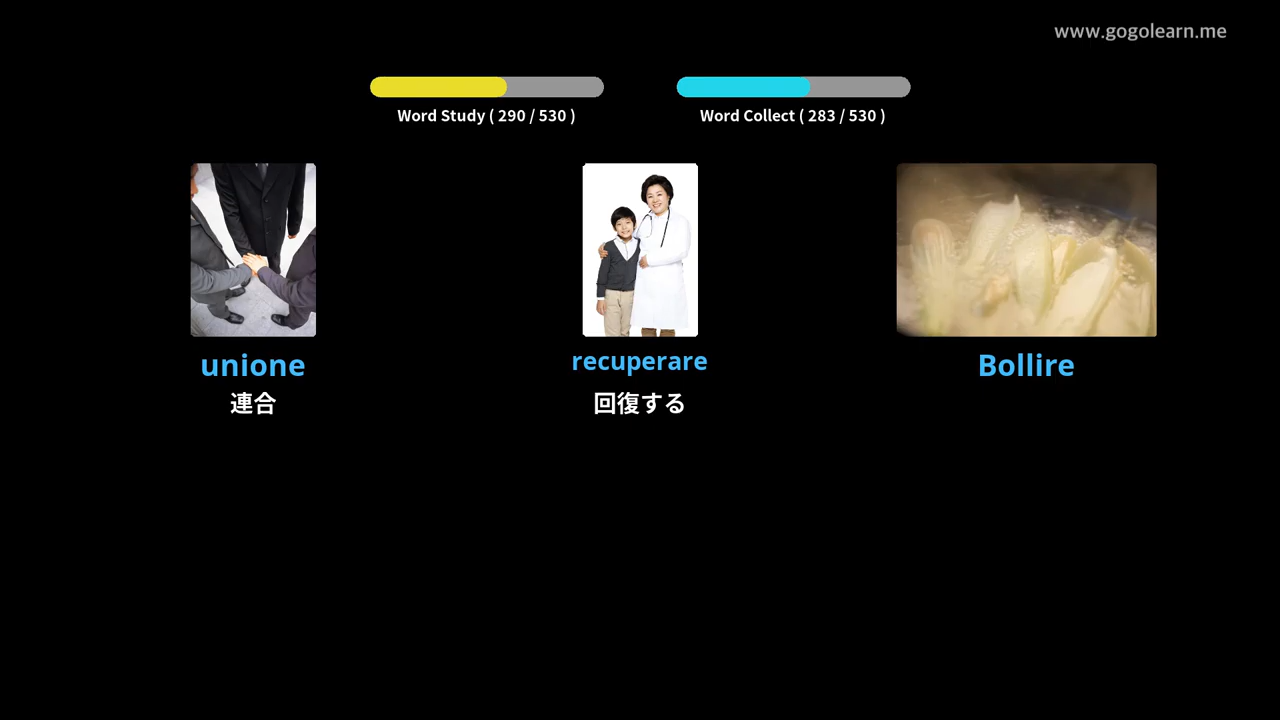 www.gogolearn.me
Word Study ( 290 / 530 )
Word Collect ( 283 / 530 )
unione
recuperare
Bollire
連合
回復する